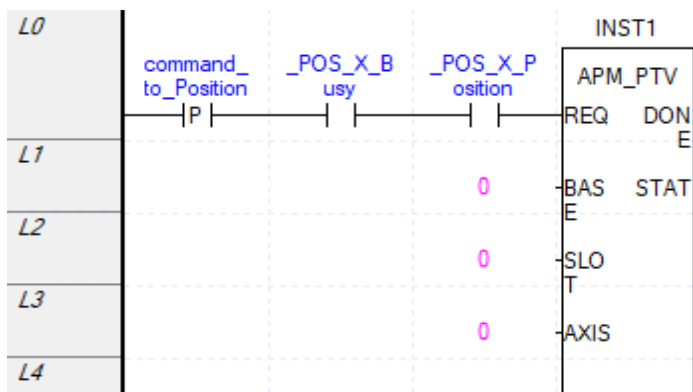 L0
INST1
command_ _POS_X_B _POS_X_P
to_Position usy osition
APM_PTV
P
REQ DON
E
L1
0 BAS STAT
E
L2
0 SLO
T
L3
0 AXIS
L4